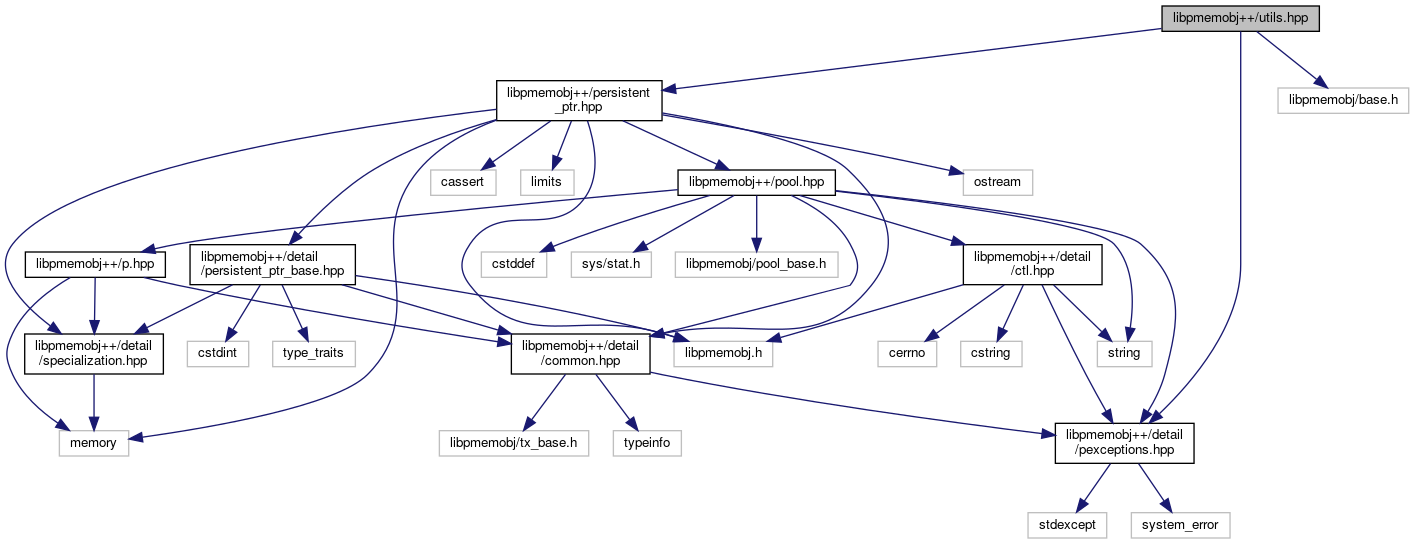 libpmemobj++/utils.hpp
libpmemobj++/persistent
_ptr.hpp
libpmemobj/base.h
cassert
limits
libpmemobj++/pool.hpp
ostream
libpmemobj++/p.hpp
libpmemobj++/detail
/persistent_ptr_base.hpp
cstddef
sys/stat.h
libpmemobj/pool_base.h
libpmemobj++/detail
/ctl.hpp
libpmemobj++/detail
/specialization.hpp
cstdint
type_traits
libpmemobj++/detail
/common.hpp
libpmemobj.h
cerrno
cstring
string
memory
libpmemobj/tx_base.h
typeinfo
libpmemobj++/detail
/pexceptions.hpp
stdexcept
system_error